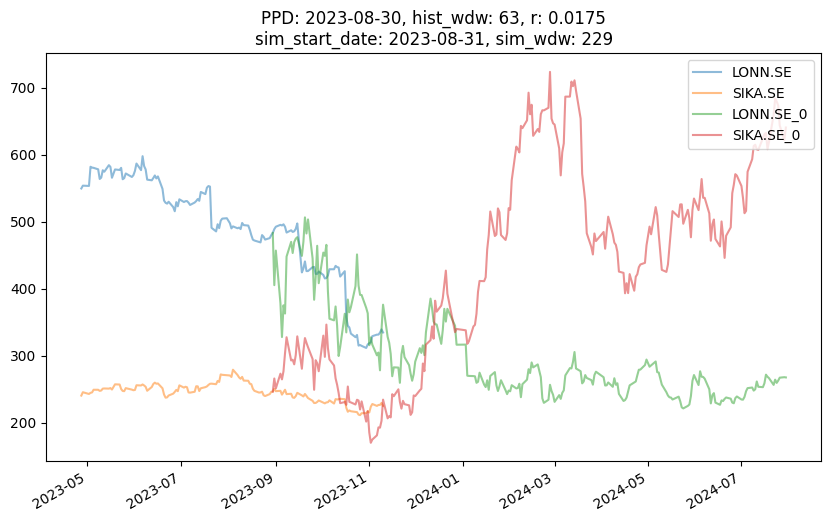 PPD: 2023-08-30, hist_wdw: 63, r: 0.0175
sim_start_date: 2023-08-31, sim_wdw: 229
LONN.SE
SIKA.SE
LONN.SE_0
SIKA.SE_0
700
600
500
400
300
200
2023-05
2023-07
2023-09
2023-11
2024-01
2024-03
2024-05
2024-07